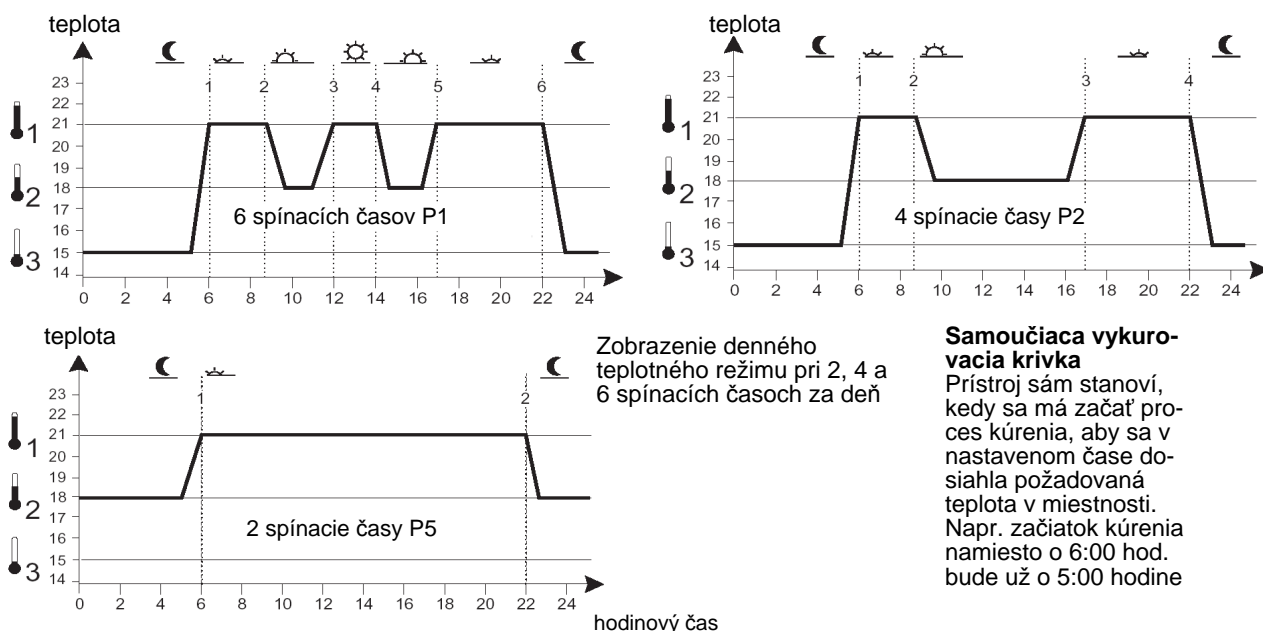 teplota
1 2 3 4 5 6
23
22
21
20
19
18
17
16
15
14
1
2
3
6 spínacích časov P1
0 2 4 6 8 10 12 14 16 18 20 22 24
teplota
1 2 3 4
23
22
21
20
19
18
17
16
15
14
1
2
3
4 spínacie časy P2
0 2 4 6 8 10 12 14 16 18 20 22 24
teplota
1 2
23
22
21
20
19
18
17
16
15
14
1
2
3
2 spínacie časy P5
0 2 4 6 8 10 12 14 16 18 20 22 24
hodinový čas
Zobrazenie denného
teplotného režimu pri 2, 4 a
6 spínacích časoch za deň
Samoučiaca vykuro-
vacia krivka
Prístroj sám stanoví,
kedy sa má začať pro-
ces kúrenia, aby sa v
nastavenom čase do-
siahla požadovaná
teplota v miestnosti.
Napr. začiatok kúrenia
namiesto o 6:00 hod.
bude už o 5:00 hodine